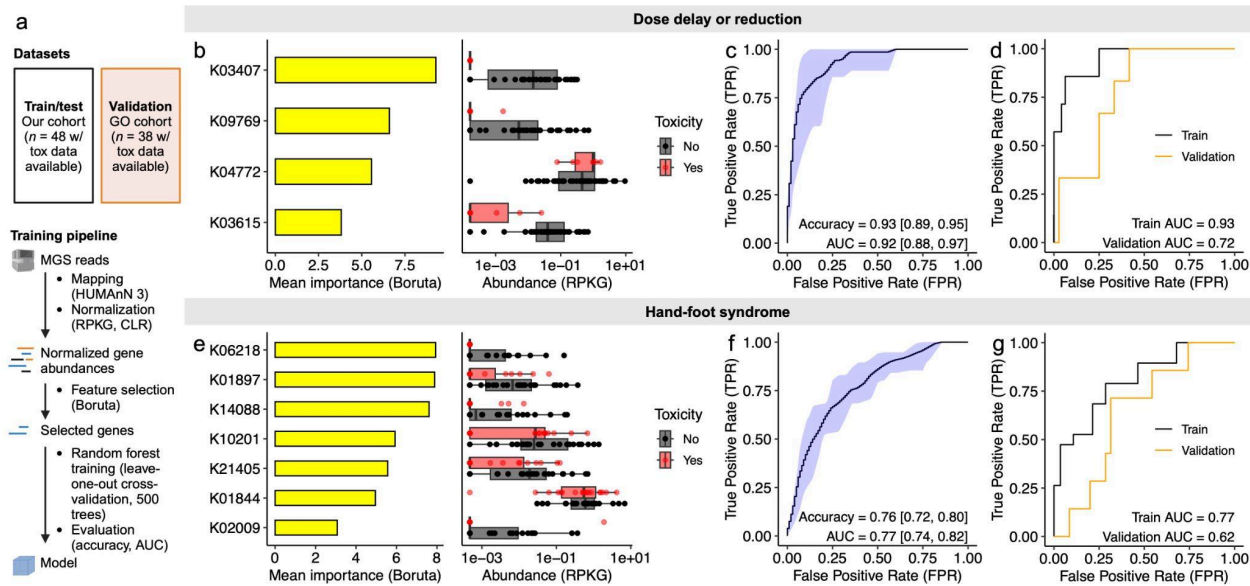 a
Datasets
Train/test
Our cohort
(n = 48 w/
tox data
available)
Validation
GO cohort
(n = 38 w/
tox data
available)
Training pipeline
MGS reads
• Mapping
(HUMAnN 3)
• Normalization
(RPKG, CLR)
Normalized gene
abundances
• Feature selection
(Boruta)
Selected genes
• Random forest
training (leave-
one-out cross-
validation, 500
trees)
• Evaluation
(accuracy, AUC)
Model
Dose delay or reduction
b
K03407
K09769
K04772
K03615
0.0 2.5 5.0 7.5
Mean importance (Boruta)
1e−03 1e−01 1e+01
Abundance (RPKG)
Toxicity
No
Yes
c
True Positive Rate (TPR)
1.00
0.75
0.50
0.25
0.00
Accuracy = 0.93 [0.89, 0.95]
AUC = 0.92 [0.88, 0.97]
0.00 0.25 0.50 0.75 1.00
False Positive Rate (FPR)
d
True Positive Rate (TPR)
1.00
0.75
0.50
0.25
0.00
Train
Validation
Train AUC = 0.93
Validation AUC = 0.72
0.00 0.25 0.50 0.75 1.00
False Positive Rate (FPR)
Hand-foot syndrome
e
K06218
K01897
K14088
K10201
K21405
K01844
K02009
0 2 4 6 8
Mean importance (Boruta)
1e−03 1e−01 1e+01
Abundance (RPKG)
Toxicity
No
Yes
f
True Positive Rate (TPR)
1.00
0.75
0.50
0.25
0.00
Accuracy = 0.76 [0.72, 0.80]
AUC = 0.77 [0.74, 0.82]
0.00 0.25 0.50 0.75 1.00
False Positive Rate (FPR)
g
True Positive Rate (TPR)
1.00
0.75
0.50
0.25
0.00
Train
Validation
Train AUC = 0.77
Validation AUC = 0.62
0.00 0.25 0.50 0.75 1.00
False Positive Rate (FPR)